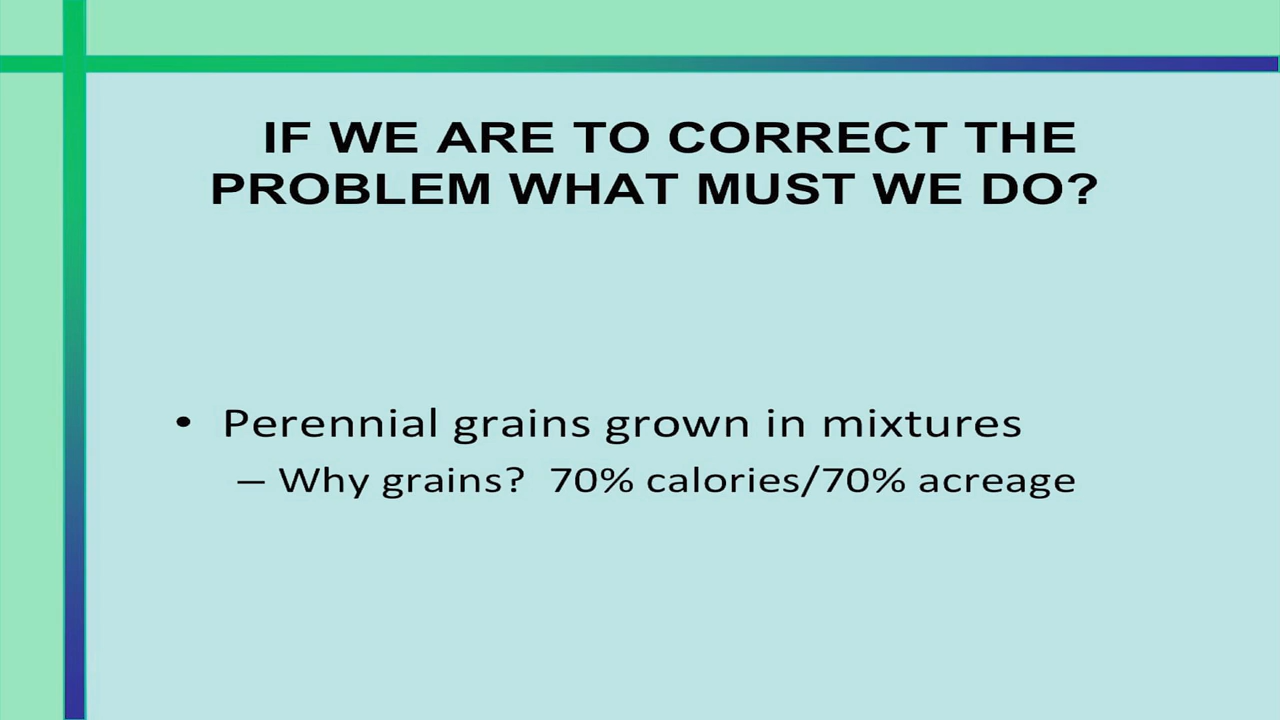 IF WE ARE TO CORRECT THE
PROBLEM WHAT MUST WE DO?
• Perennial grains grown in mixtures
– Why grains? 70% calories/70% acreage